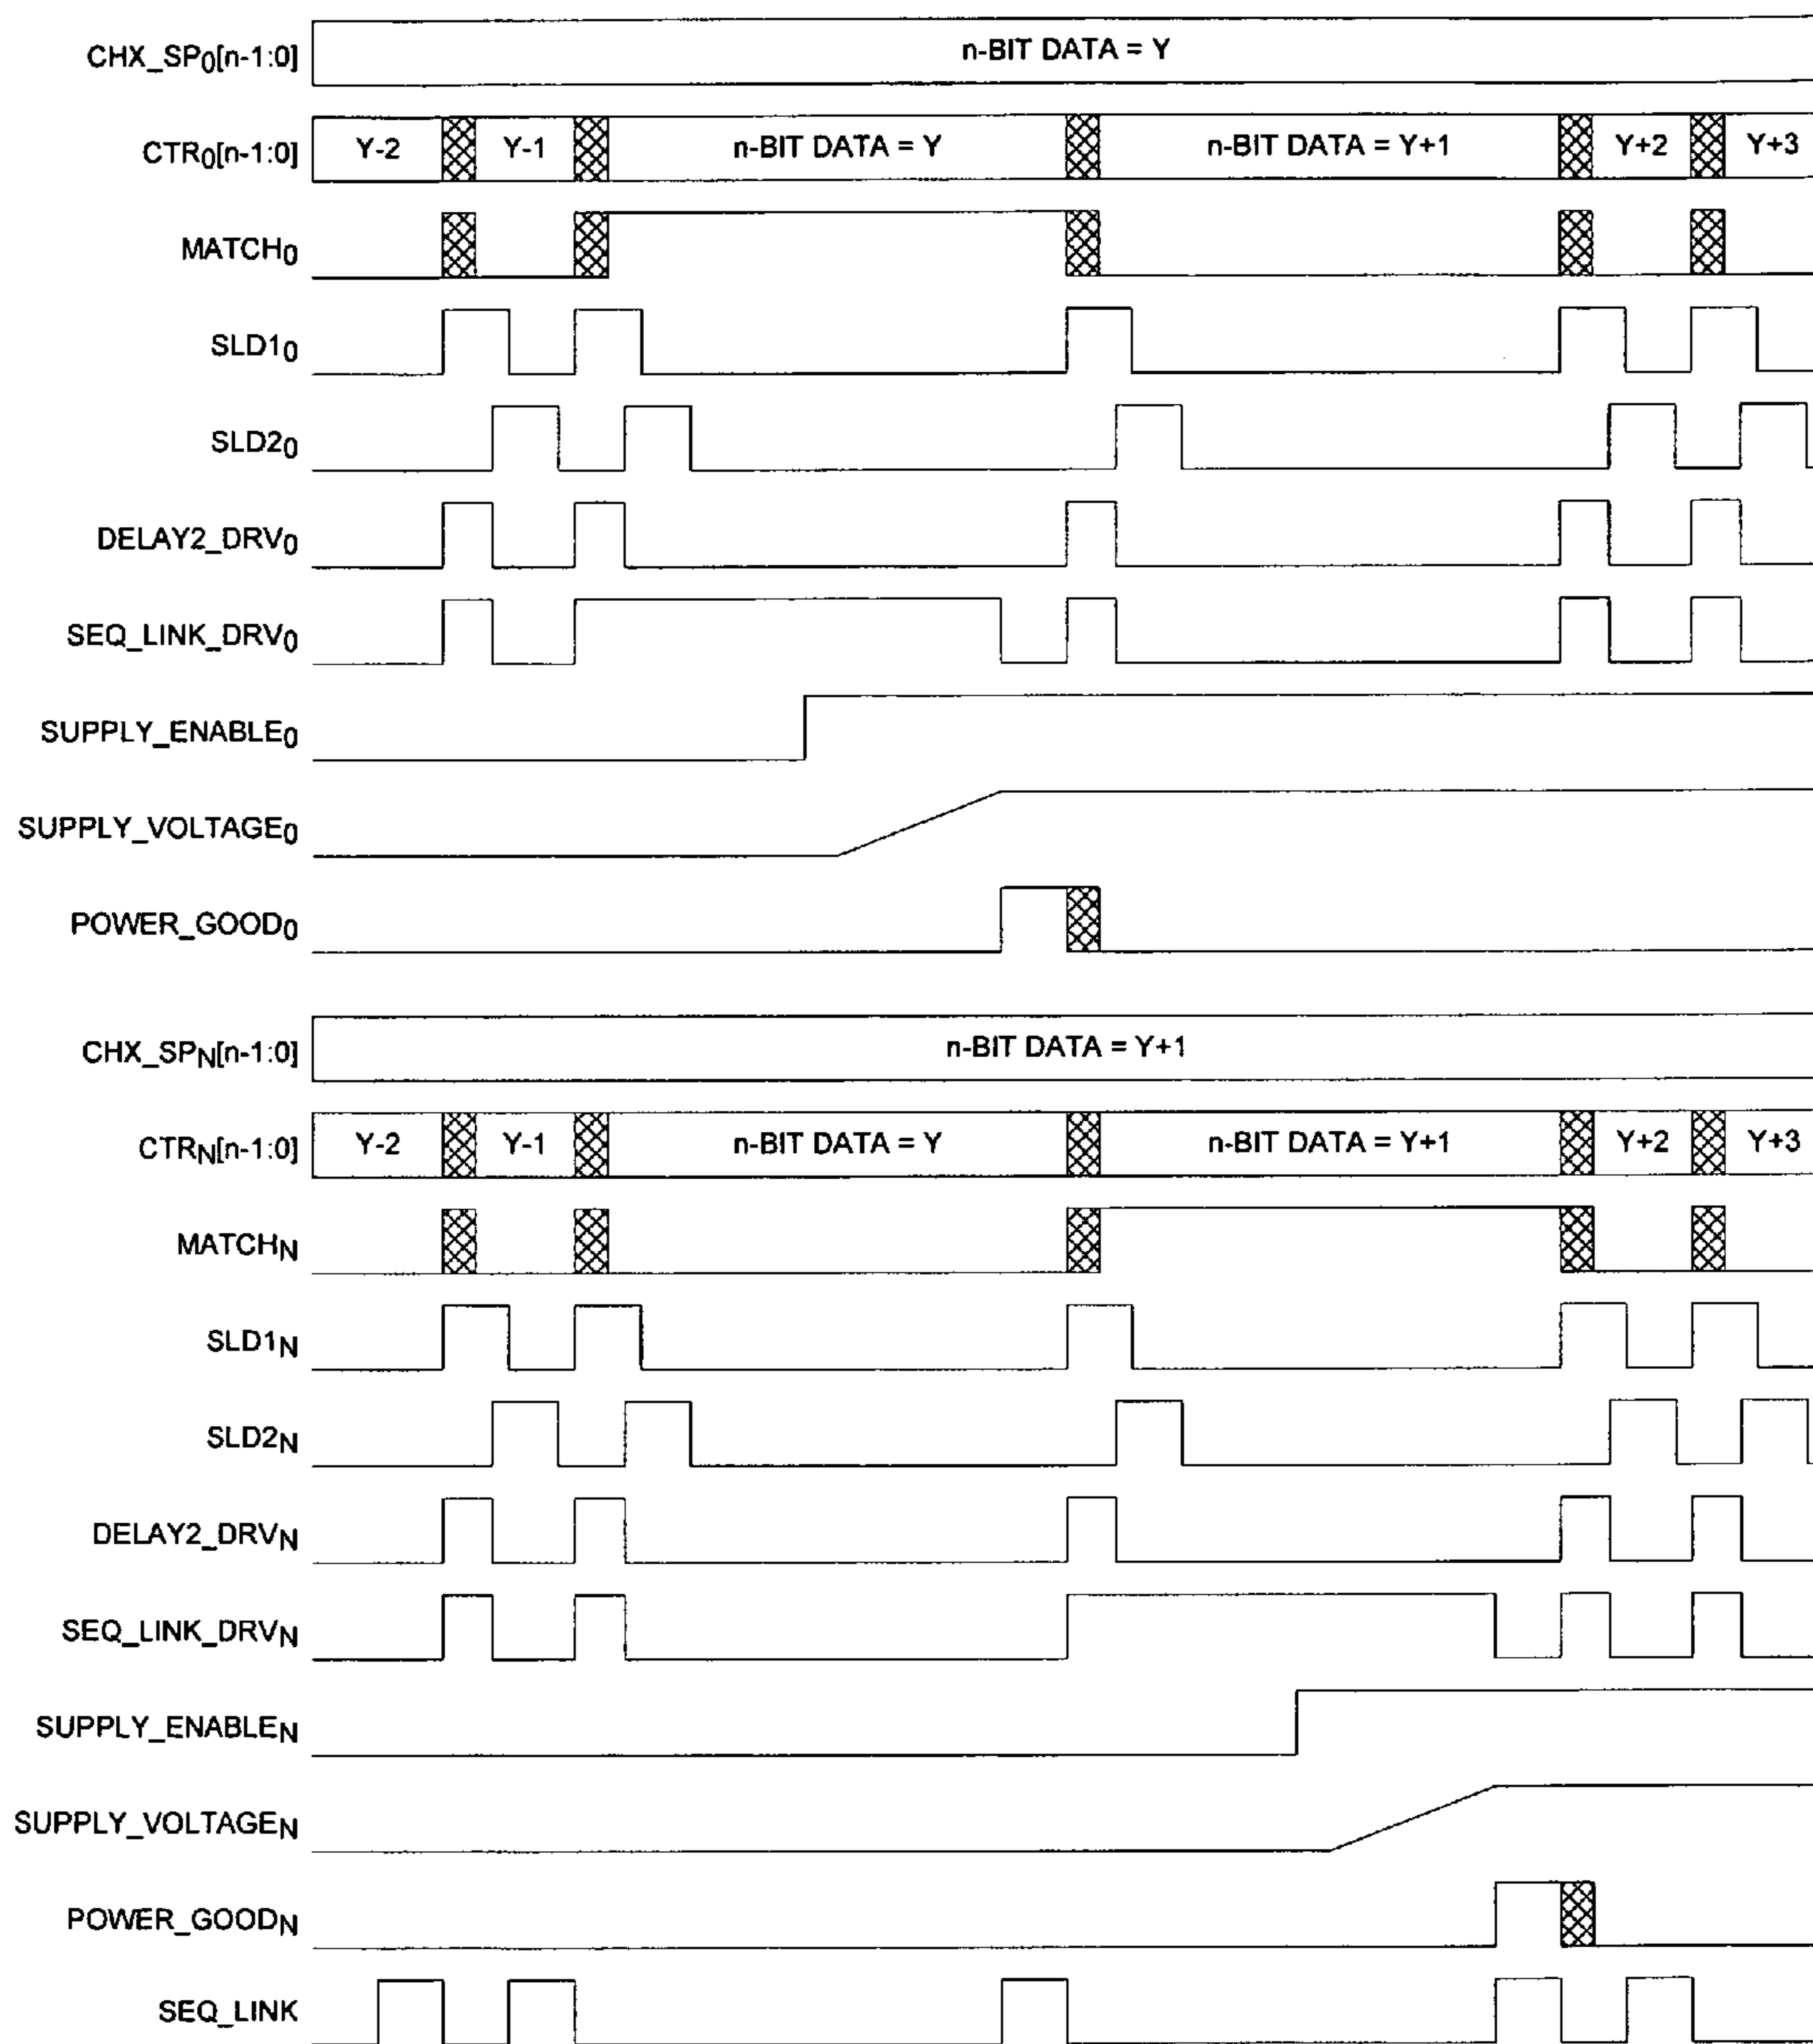 CHX_SP0[n-1:0] n-BIT DATA = Y
CTR0[n-1:0] Y-2 Y-1 n-BIT DATA = Y n-BIT DATA = Y+1 Y+2 Y+3
MATCH0
SLD10
SLD20
DELAY2_DRV0
SEQ_LINK_DRV0
SUPPLY_ENABLE0
SUPPLY_VOLTAGE0
POWER_GOOD0
CHX_SPN[n-1:0] n-BIT DATA = Y+1
CTRN[n-1:0] Y-2 Y-1 n-BIT DATA = Y n-BIT DATA = Y+1 Y+2 Y+3
MATCHN
SLD1N
SLD2N
DELAY2_DRVN
SEQ_LINK_DRVN
SUPPLY_ENABLEN
SUPPLY_VOLTAGEN
POWER_GOODN
SEQ_LINK